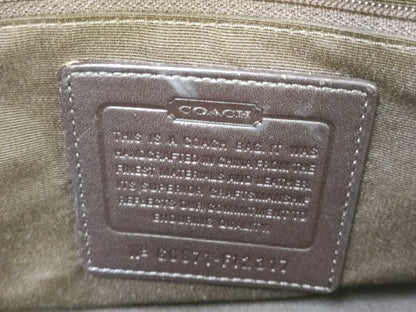 COACH
THIS IS A COACH BAG. IT WAS
HANDCRAFTED IN CHINA FROM THE
FINEST MATERIALS AND LEATHER.
ITS SUPERIOR CRAFTSMANSHIP
REFLECTS OUR COMMITMENT TO
ENDURING QUALITY.
Nº